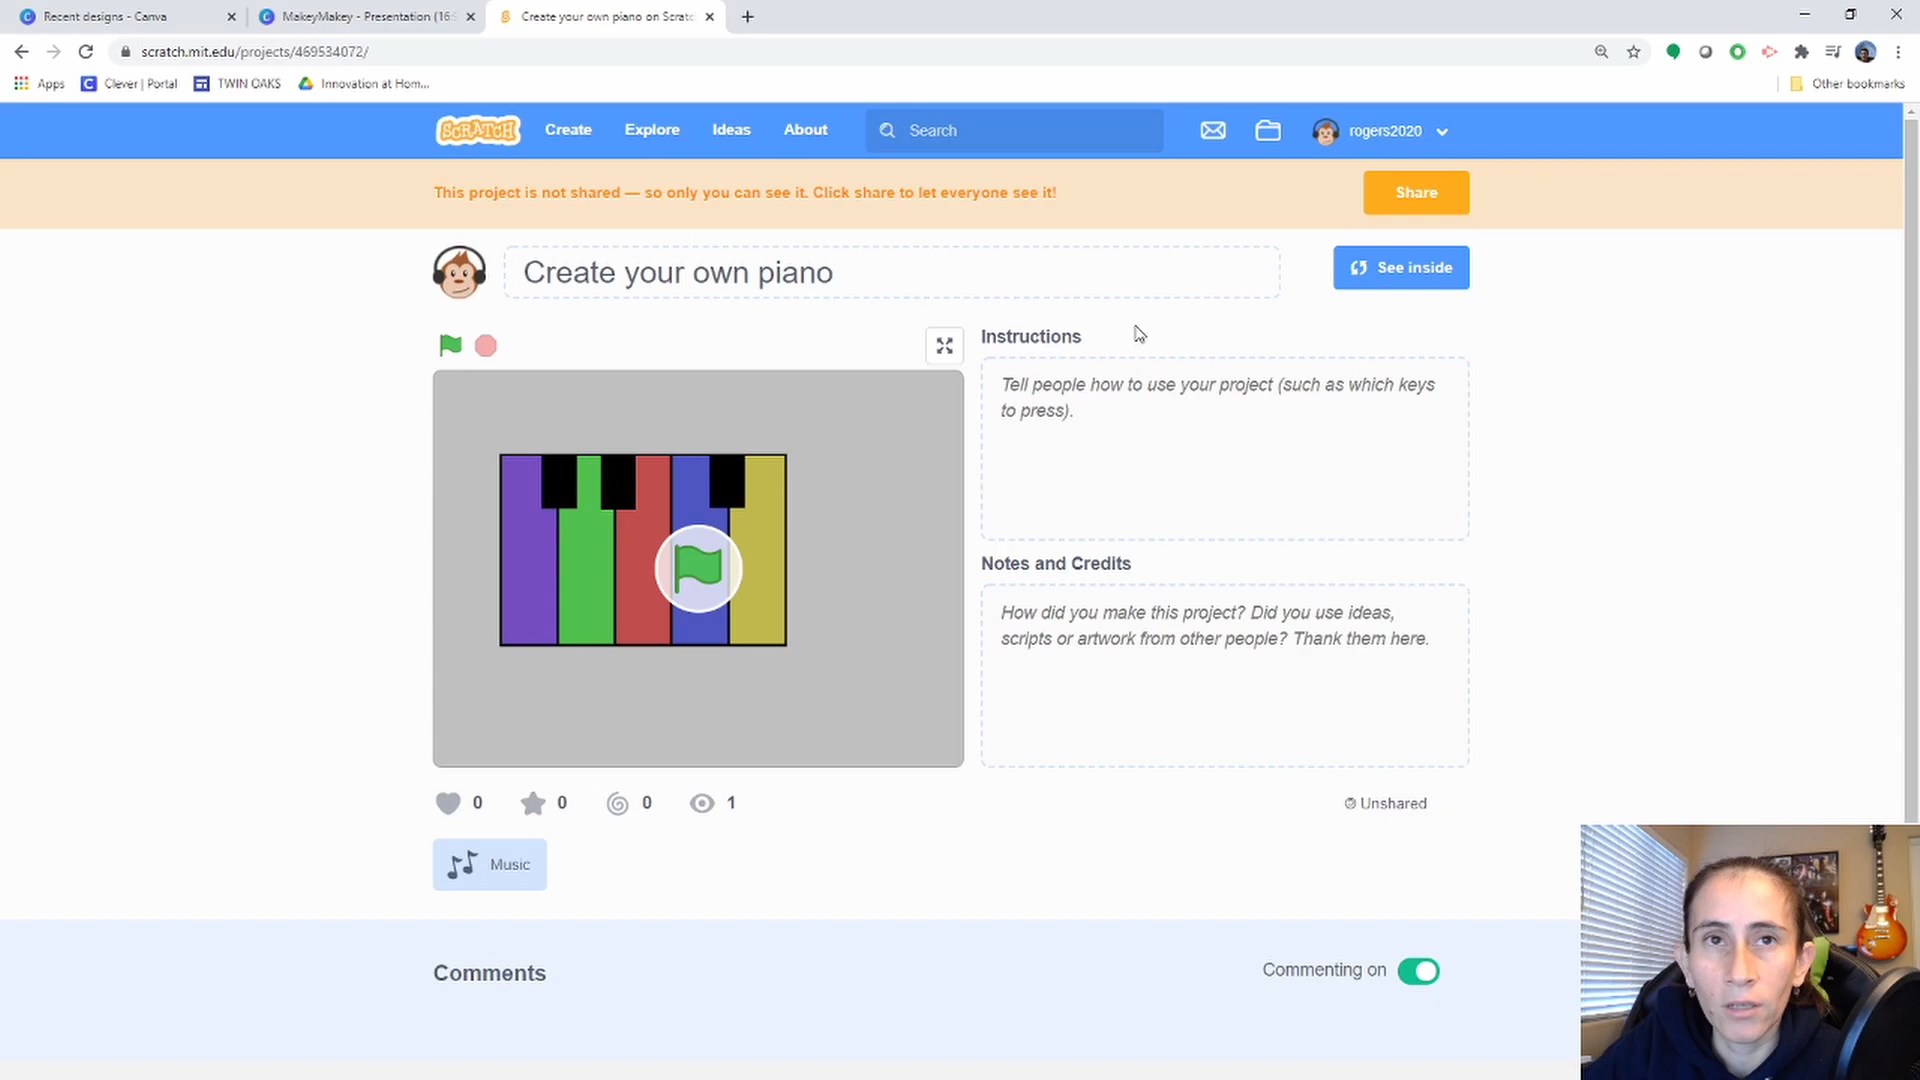 Recent designs - Canva
MakeyMakey - Presentation (16:
Create your own piano on Scratc
scratch.mit.edu/projects/469534072/
Apps
Clever | Portal
TWIN OAKS
Innovation at Hom...
Other bookmarks
SCRATCH
Create
Explore
Ideas
About
Search
rogers2020
This project is not shared — so only you can see it. Click share to let everyone see it!
Share
Create your own piano
See inside
Instructions
Tell people how to use your project (such as which keys
to press).
Notes and Credits
How did you make this project? Did you use ideas,
scripts or artwork from other people? Thank them here.
0
0
0
1
Unshared
Music
Comments
Commenting on